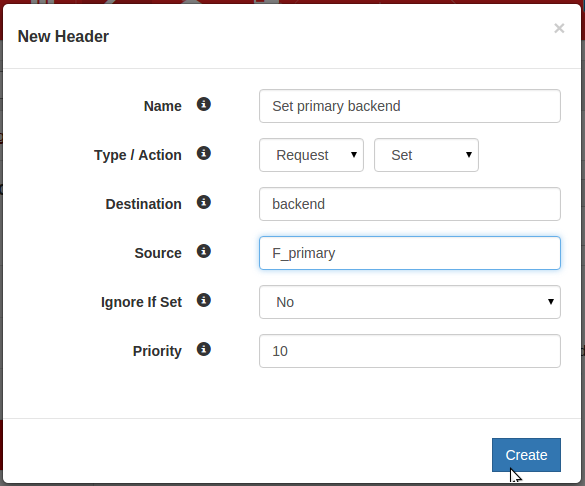 New Header ×
Name Set primary backend
Type / Action Request Set
Destination backend
Source F_primary
Ignore If Set No
Priority 10
Create